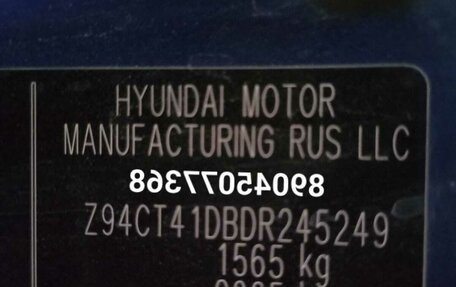 HYUNDAI MOTOR
MANUFACTURING RUS LLC
89045077368
Z94CT41DBDR245249
1565 kg